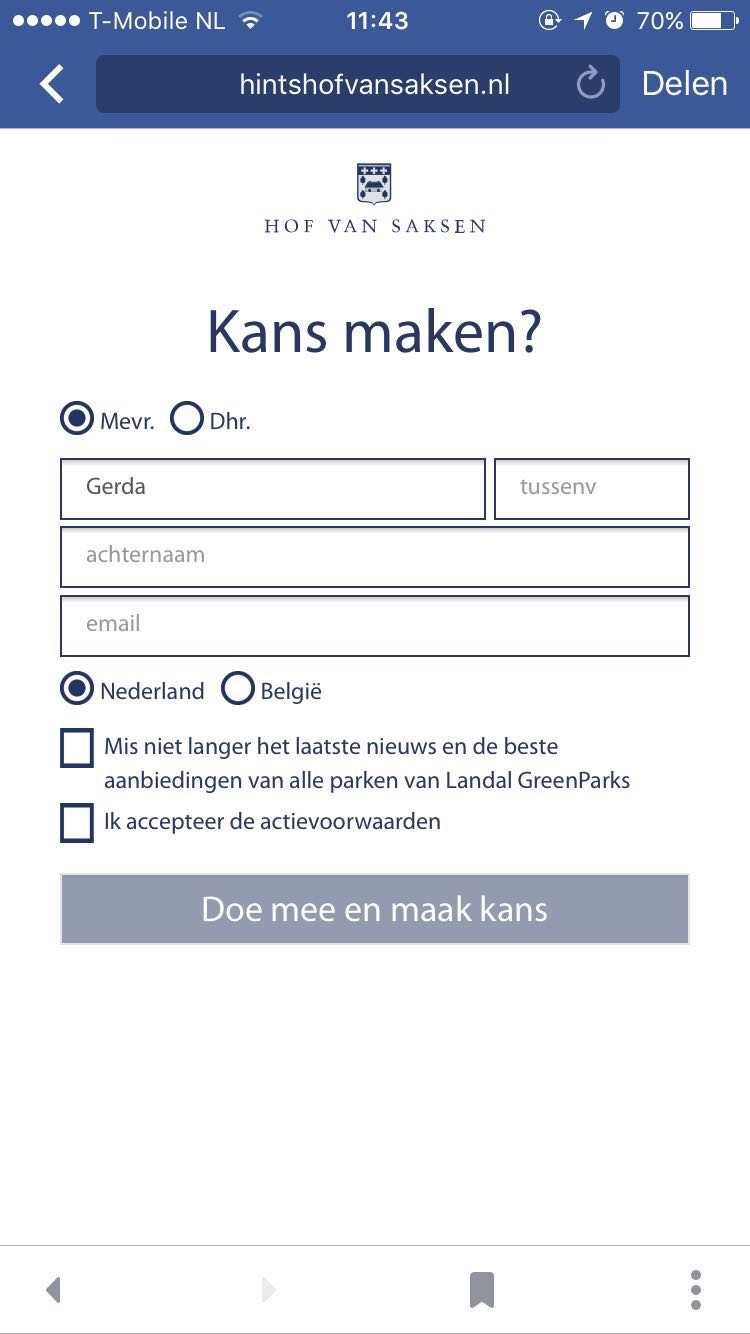 T-Mobile NL 11:43 70%
hintshofvansaksen.nl Delen
HOF VAN SAKSEN
Kans maken?
Mevr. Dhr.
Gerda tussenv
achternaam
email
Nederland België
Mis niet langer het laatste nieuws en de beste
aanbiedingen van alle parken van Landal GreenParks
Ik accepteer de actievoorwaarden
Doe mee en maak kans